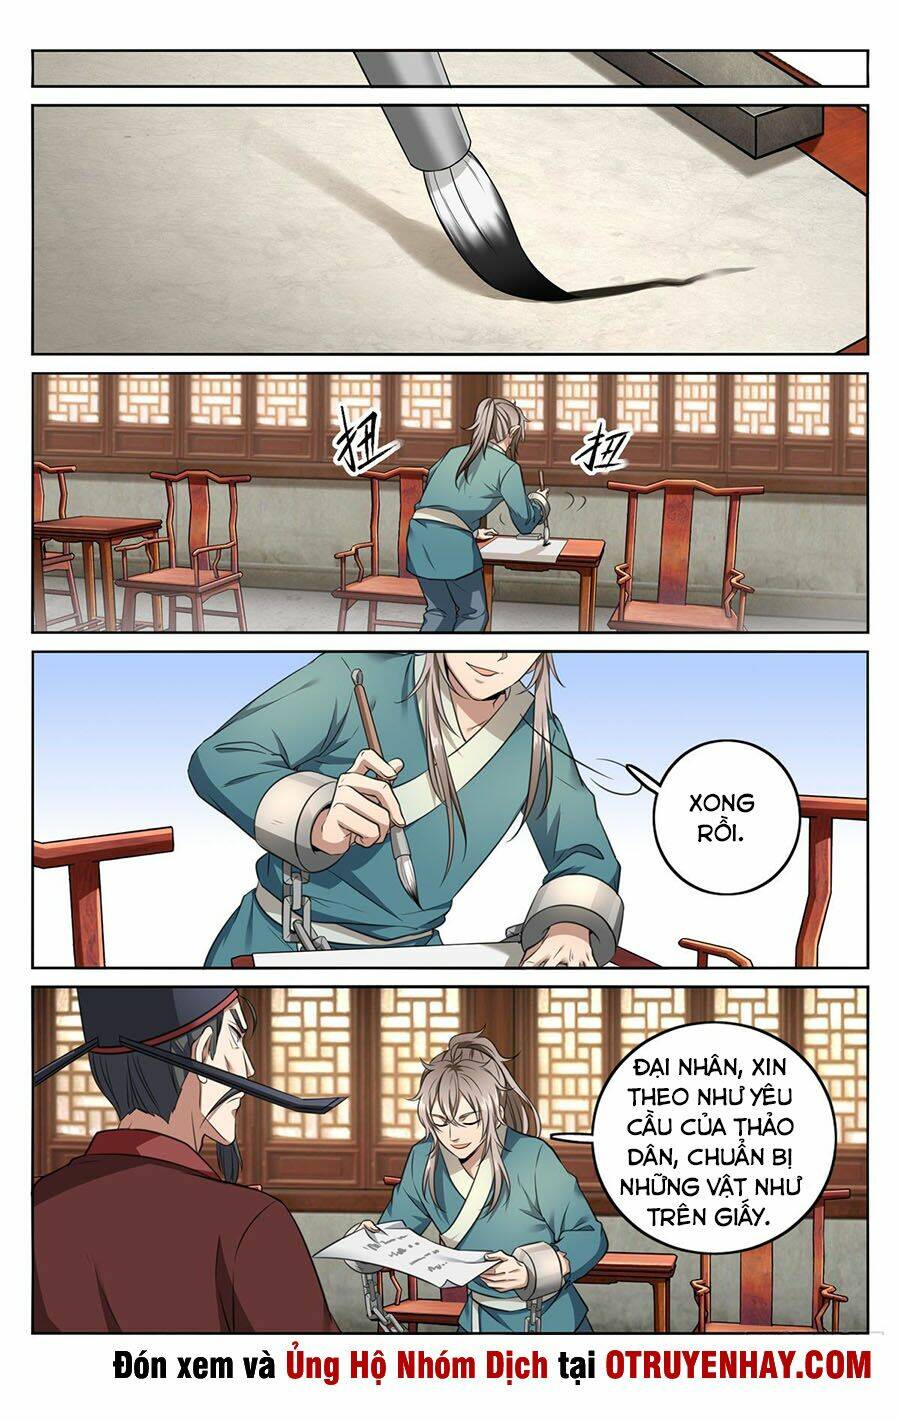 扭 扭
XONG
RỒI.
ĐẠI NHÂN, XIN
THEO NHƯ YÊU
CẦU CỦA THẢO
DÂN, CHUẨN BỊ
NHỮNG VẬT NHƯ
TRÊN GIẤY.
Đón xem và Ủng Hộ Nhóm Dịch tại OTRUYENHAY.COM